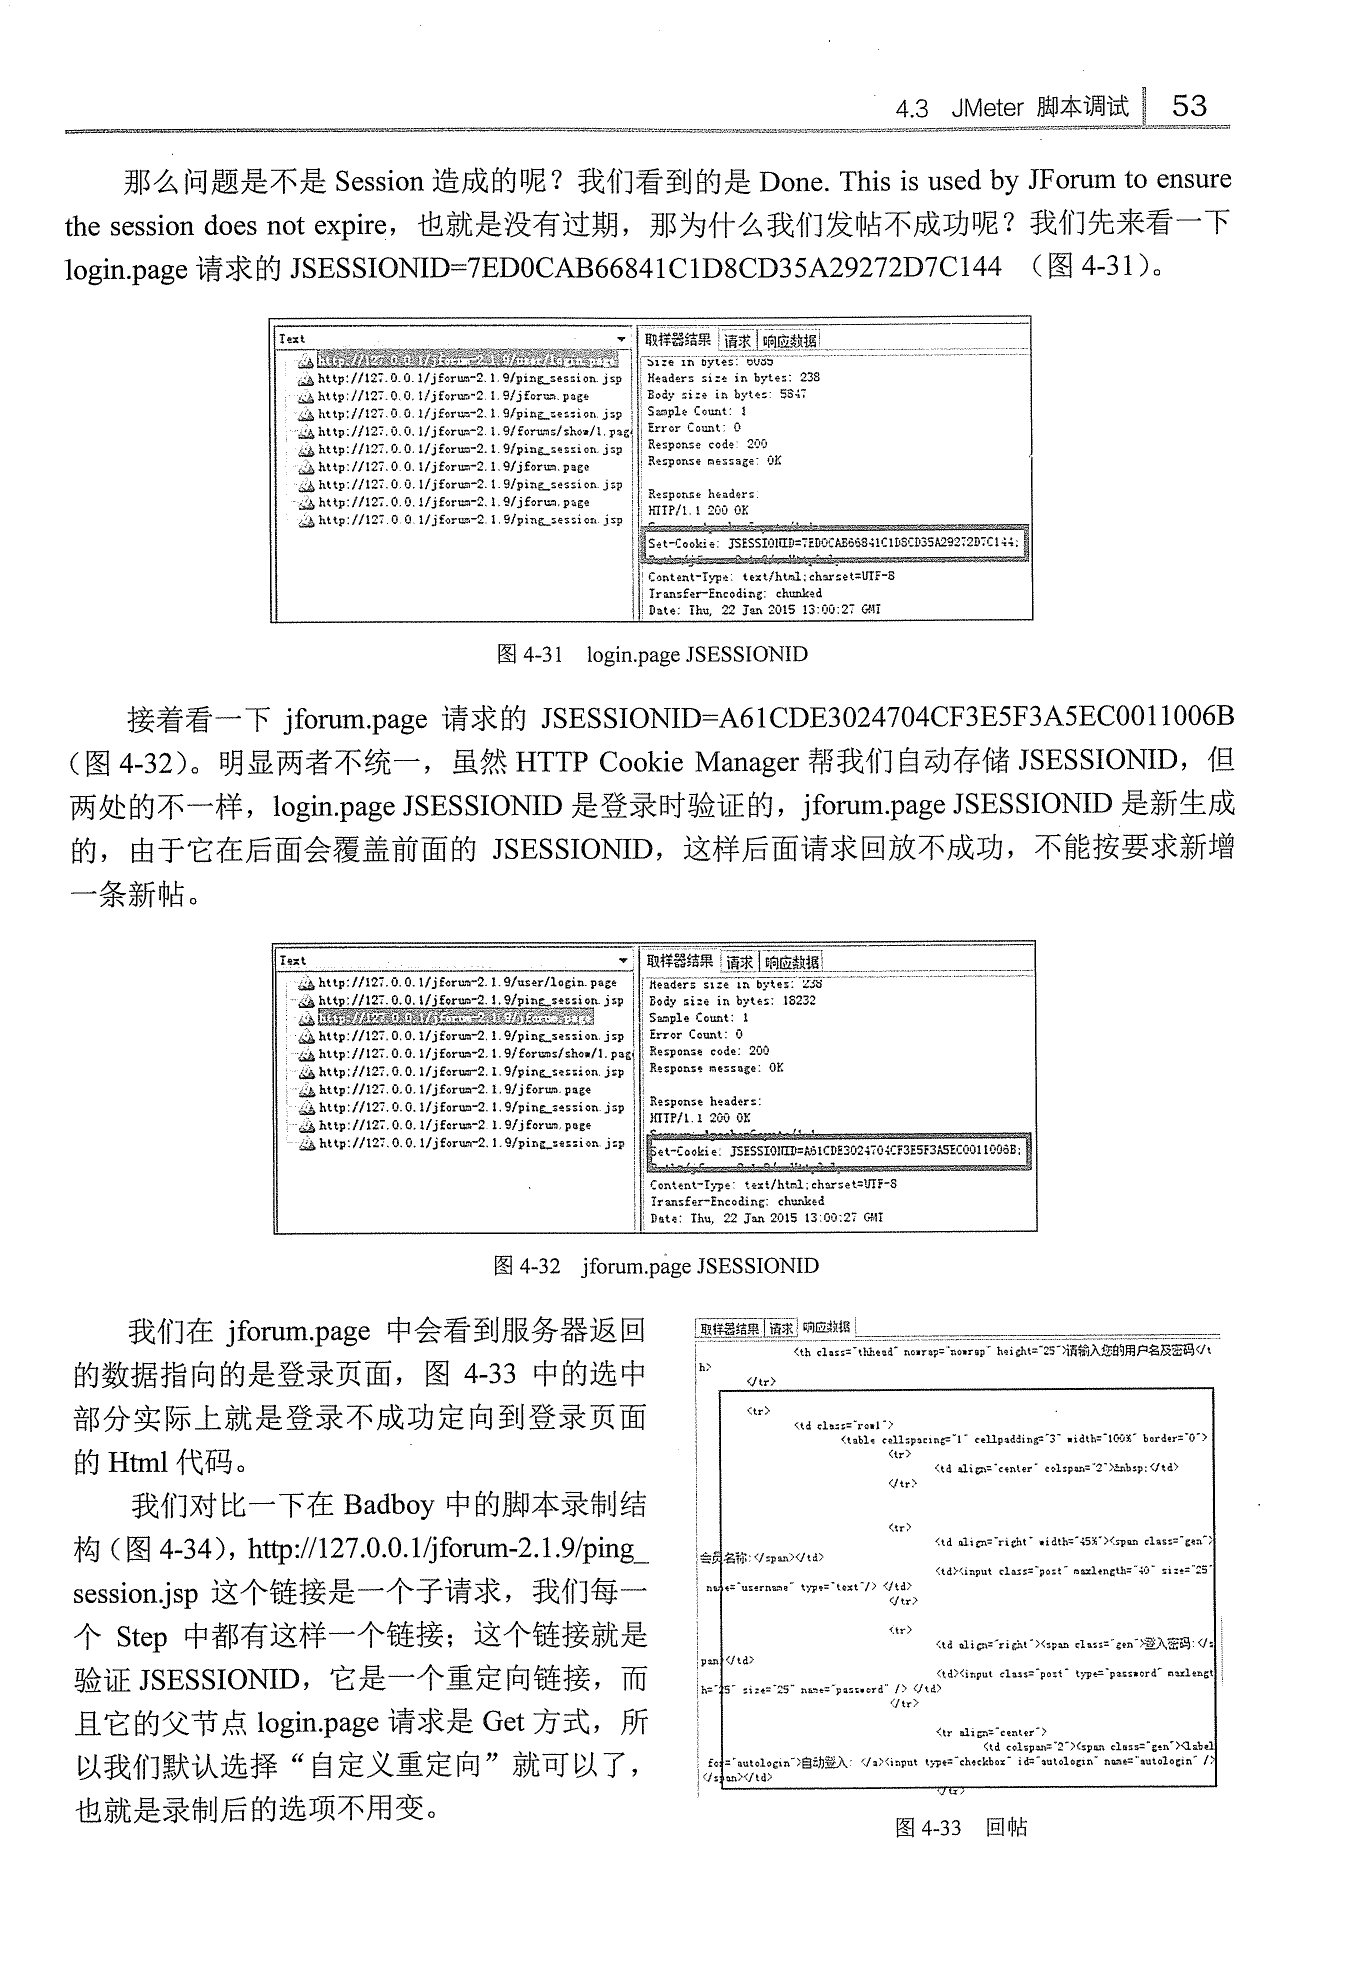 4.3 JMeter 脚本调试 53
那么问题是不是 Session 造成的呢？我们看到的是 Done. This is used by JForum to ensure
the session does not expire，也就是没有过期，那为什么我们发帖不成功呢？我们先来看一下
login.page 请求的 JSESSIONID=7ED0CAB66841C1D8CD35A29272D7C144 （图 4-31）。
Text
http://127.0.0.1/jforum-2.1.9/user/login.page
http://127.0.0.1/jforum-2.1.9/ping_session.jsp
http://127.0.0.1/jforum-2.1.9/jforum.page
http://127.0.0.1/jforum-2.1.9/ping_session.jsp
http://127.0.0.1/jforum-2.1.9/forums/show/1.pag
http://127.0.0.1/jforum-2.1.9/ping_session.jsp
http://127.0.0.1/jforum-2.1.9/jforum.page
http://127.0.0.1/jforum-2.1.9/ping_session.jsp
http://127.0.0.1/jforum-2.1.9/jforum.page
http://127.0.0.1/jforum-2.1.9/ping_session.jsp
取样器结果 请求 响应数据
Size in bytes: 6085
Headers size in bytes: 238
Body size in bytes: 5847
Sample Count: 1
Error Count: 0
Response code: 200
Response message: OK
Response headers:
HTTP/1.1 200 OK
Set-Cookie: JSESSIONID=7ED0CAB66841C1D8CD35A29272D7C144;
Content-Type: text/html;charset=UTF-8
Transfer-Encoding: chunked
Date: Thu, 22 Jan 2015 13:00:27 GMT
图 4-31 login.page JSESSIONID
接着看一下 jforum.page 请求的 JSESSIONID=A61CDE3024704CF3E5F3A5EC0011006B
（图 4-32）。明显两者不统一，虽然 HTTP Cookie Manager 帮我们自动存储 JSESSIONID，但
两处的不一样，login.page JSESSIONID 是登录时验证的，jforum.page JSESSIONID 是新生成
的，由于它在后面会覆盖前面的 JSESSIONID，这样后面请求回放不成功，不能按要求新增
一条新帖。
Text
http://127.0.0.1/jforum-2.1.9/user/login.page
http://127.0.0.1/jforum-2.1.9/ping_session.jsp
http://127.0.0.1/jforum-2.1.9/jforum.page
http://127.0.0.1/jforum-2.1.9/ping_session.jsp
http://127.0.0.1/jforum-2.1.9/forums/show/1.pag
http://127.0.0.1/jforum-2.1.9/ping_session.jsp
http://127.0.0.1/jforum-2.1.9/jforum.page
http://127.0.0.1/jforum-2.1.9/ping_session.jsp
http://127.0.0.1/jforum-2.1.9/jforum.page
http://127.0.0.1/jforum-2.1.9/ping_session.jsp
取样器结果 请求 响应数据
Headers size in bytes: 238
Body size in bytes: 18232
Sample Count: 1
Error Count: 0
Response code: 200
Response message: OK
Response headers:
HTTP/1.1 200 OK
Set-Cookie: JSESSIONID=A61CDE3024704CF3E5F3A5EC0011006B;
Content-Type: text/html;charset=UTF-8
Transfer-Encoding: chunked
Date: Thu, 22 Jan 2015 13:00:27 GMT
图 4-32 jforum.page JSESSIONID
我们在 jforum.page 中会看到服务器返回
的数据指向的是登录页面，图 4-33 中的选中
部分实际上就是登录不成功定向到登录页面
的 Html 代码。
我们对比一下在 Badboy 中的脚本录制结
构（图 4-34），http://127.0.0.1/jforum-2.1.9/ping_
session.jsp 这个链接是一个子请求，我们每一
个 Step 中都有这样一个链接；这个链接就是
验证 JSESSIONID，它是一个重定向链接，而
且它的父节点 login.page 请求是 Get 方式，所
以我们默认选择“自定义重定向”就可以了，
也就是录制后的选项不用变。
取样器结果 请求 响应数据
<th class="thhead" nowrap="nowrap" height="25">请输入您的用户名及密码</t
h>
</tr>
<tr>
<td class="row1">
<table cellspacing="1" cellpadding="3" width="100%" border="0">
<tr>
<td align="center" colspan="2">&nbsp;</td>
</tr>
<tr>
<td align="right" width="45%"><span class="gen">
会员名称:</span></td>
<td><input class="post" maxlength="40" size="25"
name="username" type="text"/> </td>
</tr>
<tr>
<td align="right"><span class="gen">登入密码:</s
pan></td>
<td><input class="post" type="password" maxlengt
h="25" size="25" name="password" /> </td>
</tr>
<tr align="center">
<td colspan="2"><span class="gen"><label
for="autologin">自动登入: </a><input type="checkbox" id="autologin" name="autologin" />
</span></td>
</tr>
图 4-33 回帖